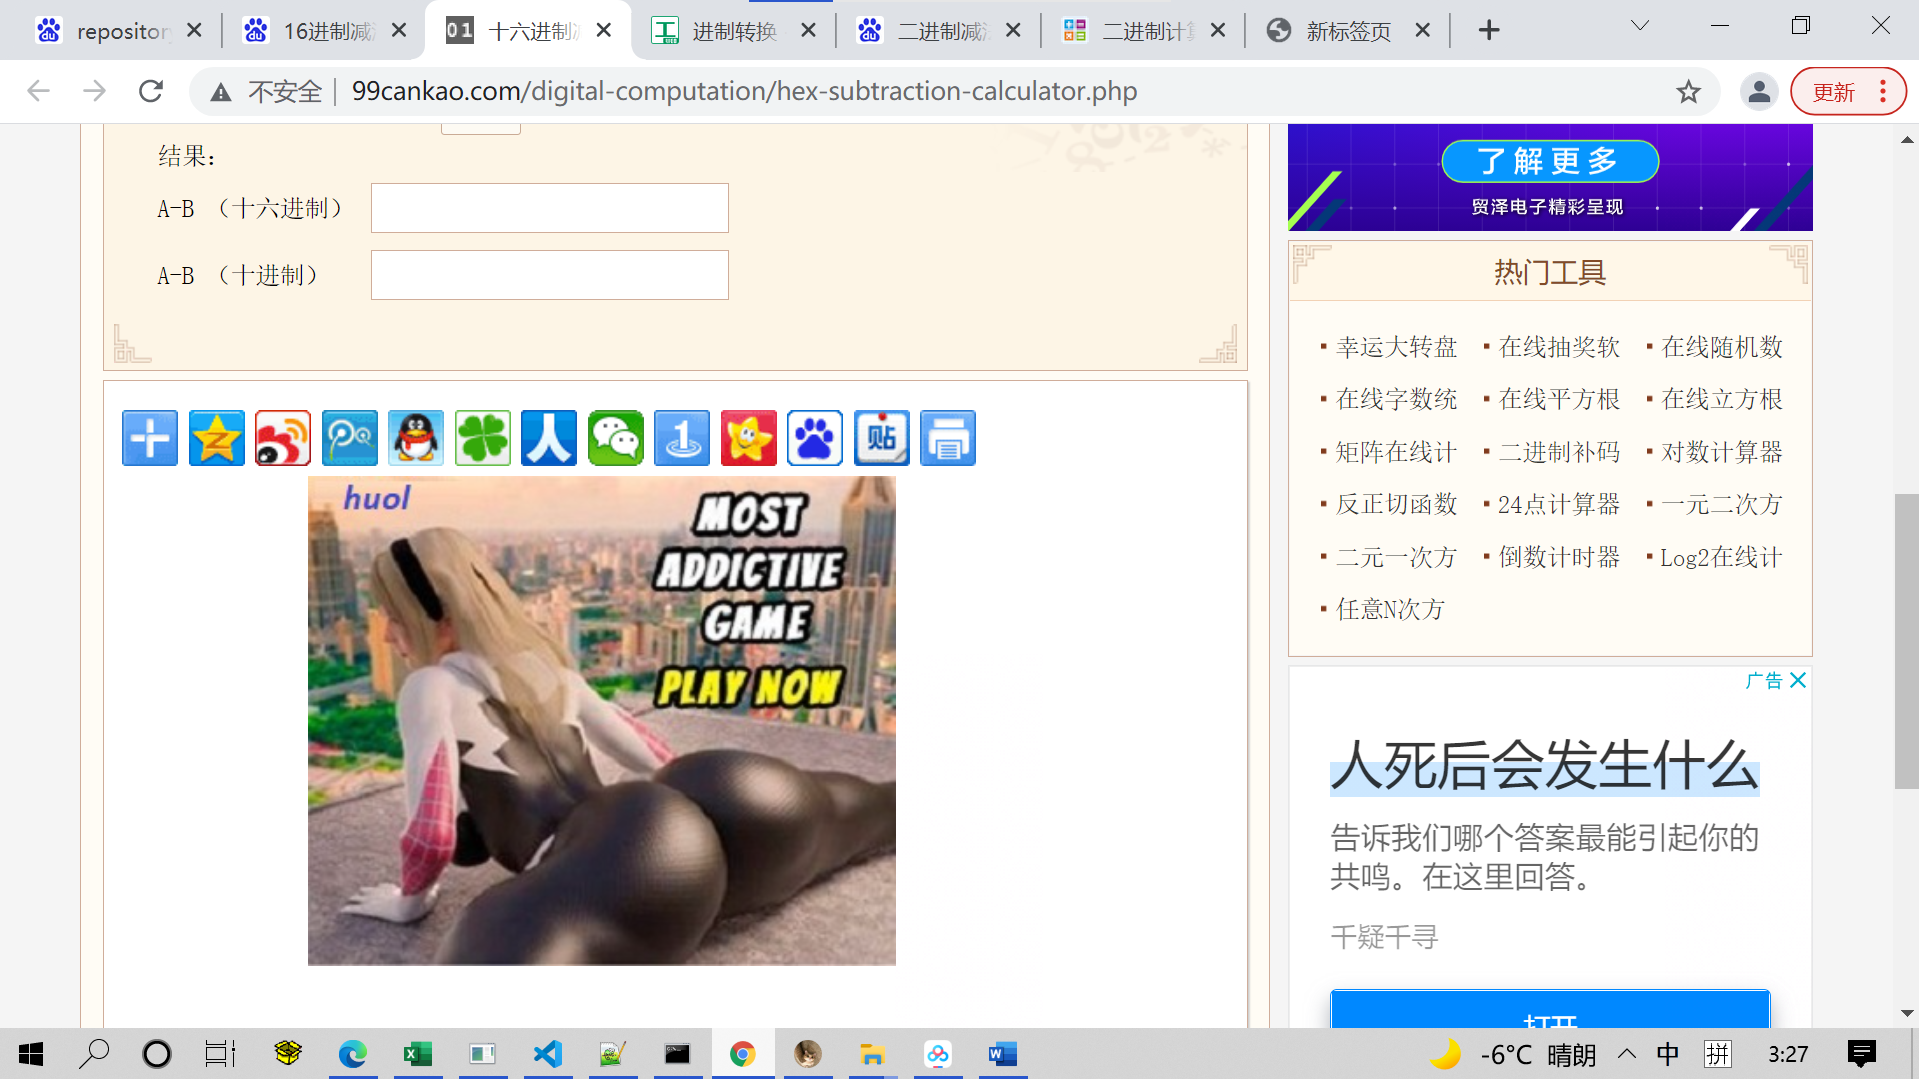 repository
16进制减
十六进制
进制转换
二进制减
二进制计
新标签页
不安全
99cankao.com/digital-computation/hex-subtraction-calculator.php
更新
结果：
A-B （十六进制）
A-B （十进制）
了解更多
贸泽电子精彩呈现
热门工具
幸运大转盘
在线抽奖软
在线随机数
在线字数统
在线平方根
在线立方根
矩阵在线计
二进制补码
对数计算器
反正切函数
24点计算器
一元二次方
二元一次方
倒数计时器
Log2在线计
任意N次方
贴
huol
MOST
ADDICTIVE
GAME
PLAY NOW
广告
人死后会发生什么
告诉我们哪个答案最能引起你的
共鸣。在这里回答。
千疑千寻
打开
-6°C 晴朗
中
拼
3:27